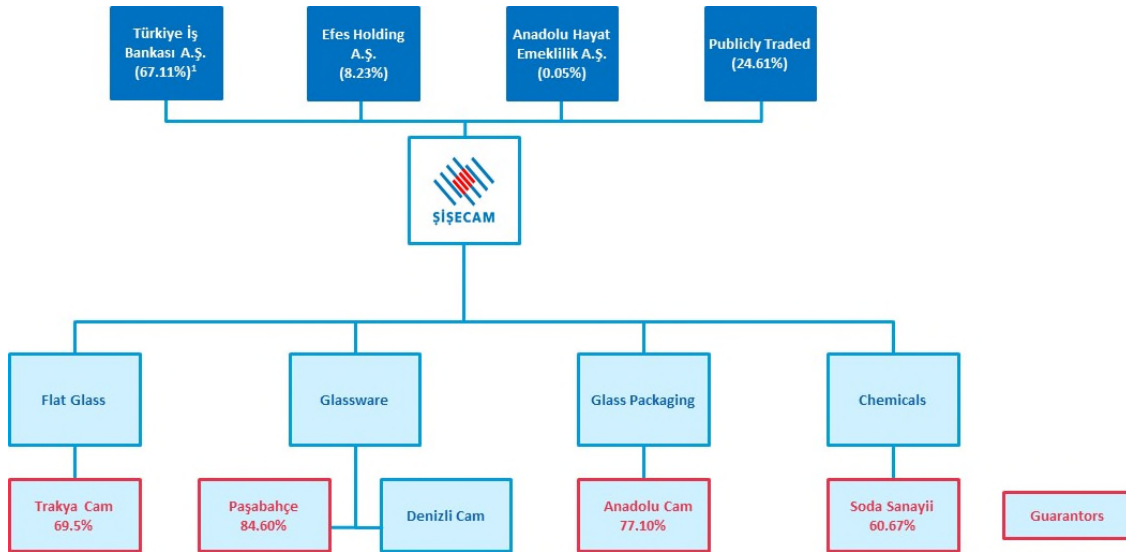 Türkiye İş
Bankası A.Ş.
(67.11%)¹
Efes Holding
A.Ş.
(8.23%)
Anadolu Hayat
Emeklilik A.Ş.
(0.05%)
Publicly Traded
(24.61%)
ŞİŞECAM
Flat Glass
Glassware
Glass Packaging
Chemicals
Trakya Cam
69.5%
Paşabahçe
84.60%
Denizli Cam
Anadolu Cam
77.10%
Soda Sanayii
60.67%
Guarantors